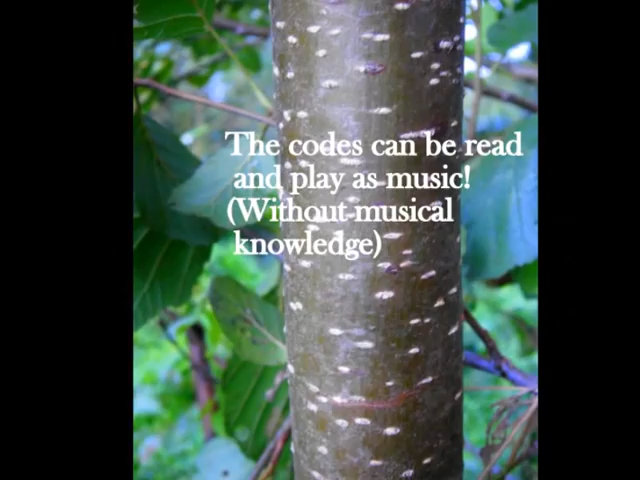 The codes can be read
and play as music!
(Without musical
knowledge)